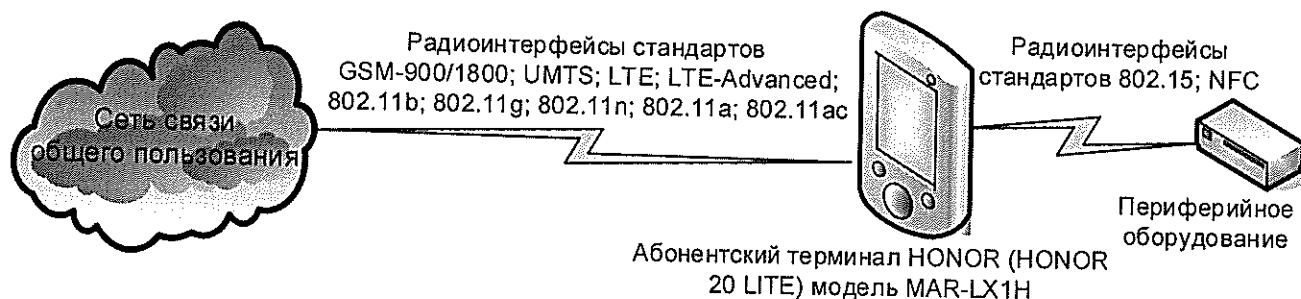 Сеть связи
общего пользования
Радиоинтерфейсы стандартов
GSM-900/1800; UMTS; LTE; LTE-Advanced;
802.11b; 802.11g; 802.11n; 802.11a; 802.11ac
Радиоинтерфейсы
стандартов 802.15; NFC
Периферийное
оборудование
Абонентский терминал HONOR (HONOR
20 LITE) модель MAR-LX1H